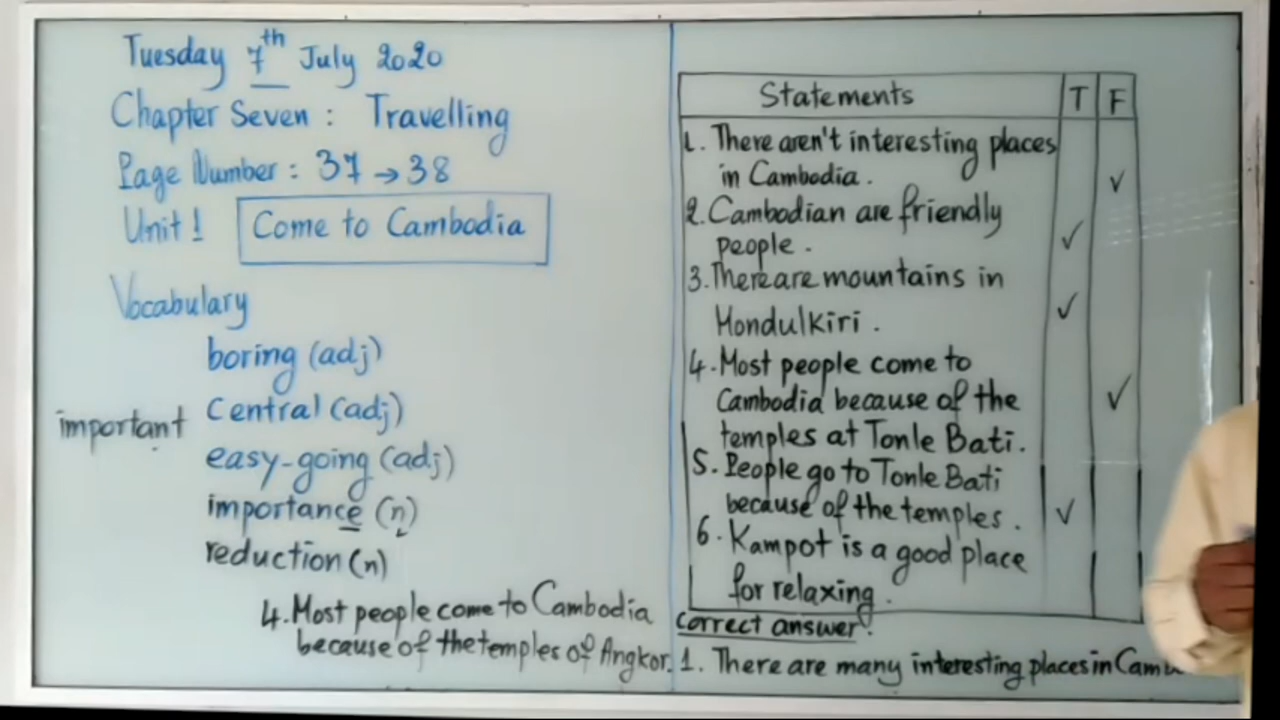 Tuesday 7th July 2020
Chapter Seven : Travelling
Page Number : 37 → 38
Unit 1 Come to Cambodia
Vocabulary
boring (adj)
important Central (adj)
easy-going (adj)
importance (n)
reduction (n)
4. Most people come to Cambodia
because of the temples of Angkor.
Statements T F
1. There aren't interesting places
in Cambodia. ✓
2. Cambodian are friendly
people. ✓
3. There are mountains in
Mondulkiri. ✓
4. Most people come to
Cambodia because of the ✓
temples at Tonle Bati.
5. People go to Tonle Bati
because of the temples. ✓
6. Kampot is a good place
for relaxing.
correct answer:
1. There are many interesting places in